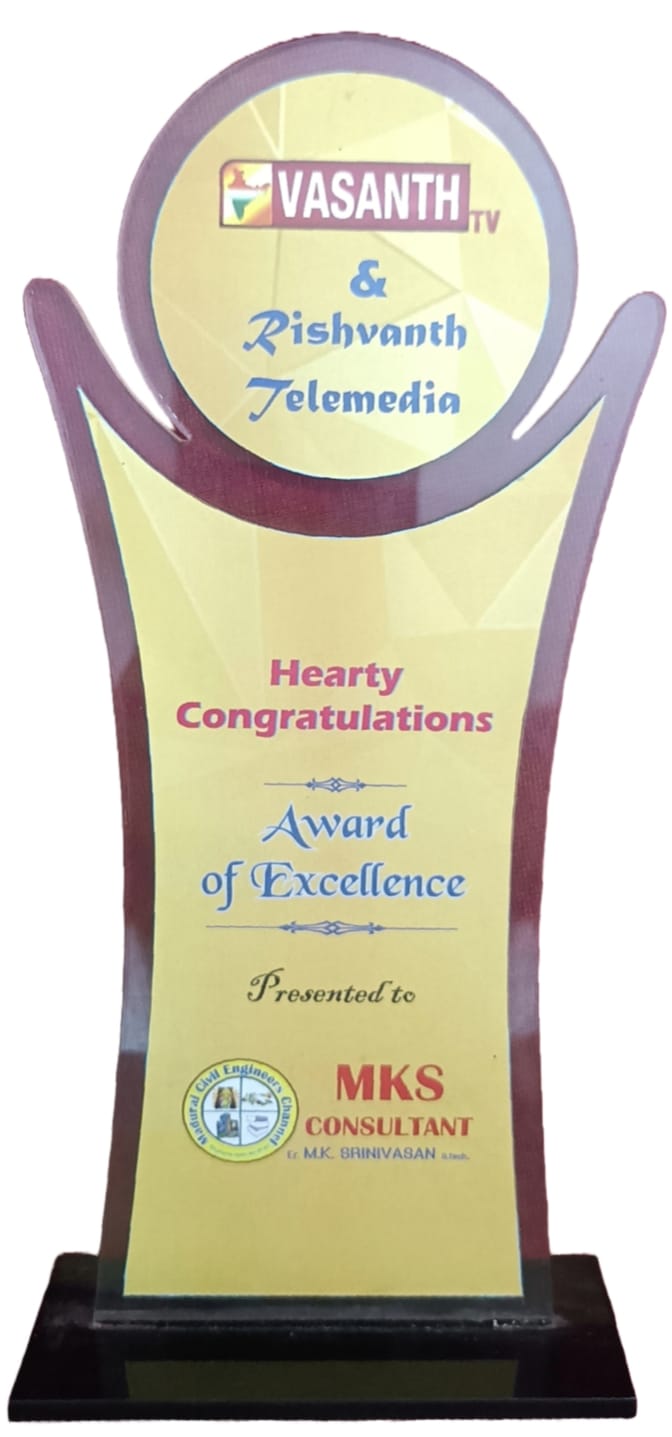 VASANTH TV
&
Rishvanth
Telemedia
Hearty
Congratulations
Award
of Excellence
Presented to
Madurai Civil Engineers Channel
MKS
CONSULTANT
Er. M.K. SRINIVASAN B.Tech.